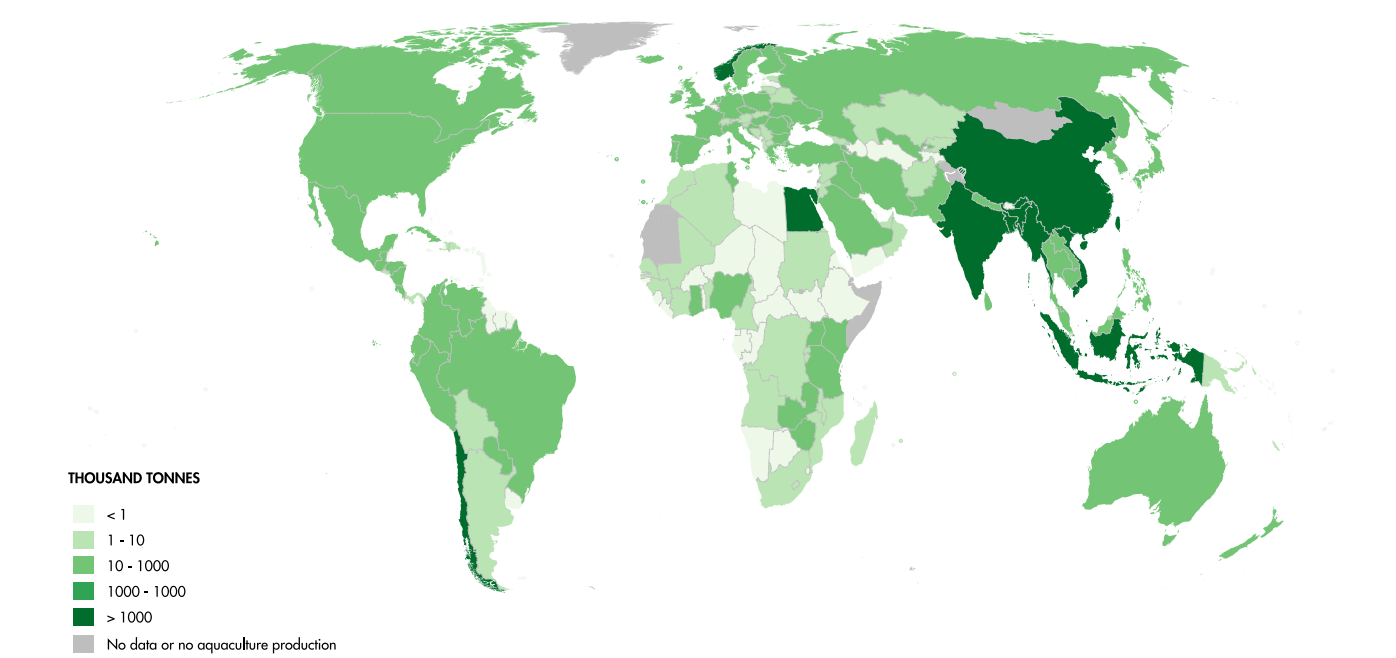 THOUSAND TONNES
< 1
1 - 10
10 - 1000
1000 - 1000
> 1000
No data or no aquaculture production